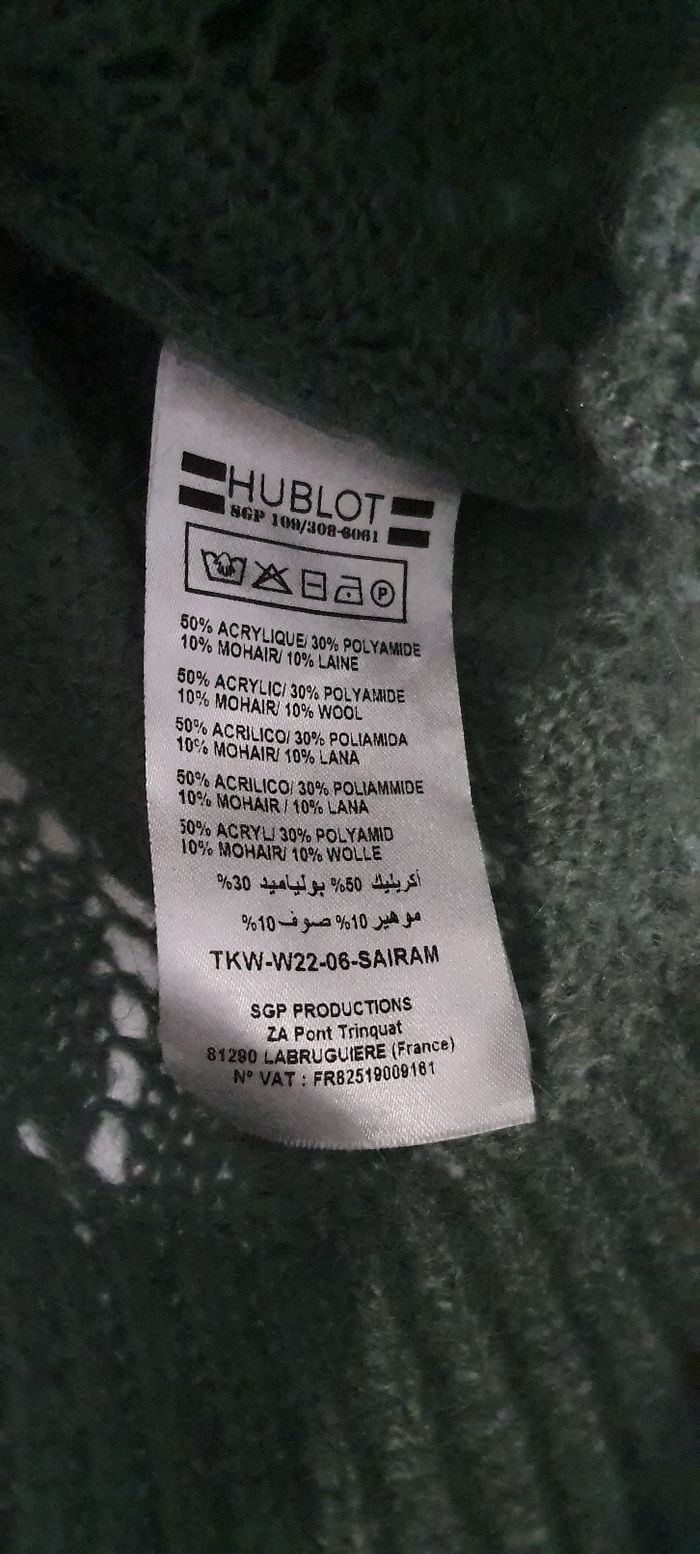 HUBLOT
SGP 109/308-6061
P
50% ACRYLIQUE/ 30% POLYAMIDE
10% MOHAIR/ 10% LAINE
50% ACRYLIC/ 30% POLYAMIDE
10% MOHAIR/ 10% WOOL
50% ACRILICO/ 30% POLIAMIDA
10% MOHAIR/ 10% LANA
50% ACRILICO/ 30% POLIAMMIDE
10% MOHAIR / 10% LANA
50% ACRYL/ 30% POLYAMID
10% MOHAIR/ 10% WOLLE
أكريليك 50% بولياميد 30%
موهير 10% صوف 10%
TKW-W22-06-SAIRAM
SGP PRODUCTIONS
ZA Pont Trinquat
81290 LABRUGUIERE (France)
N° VAT : FR82519009161